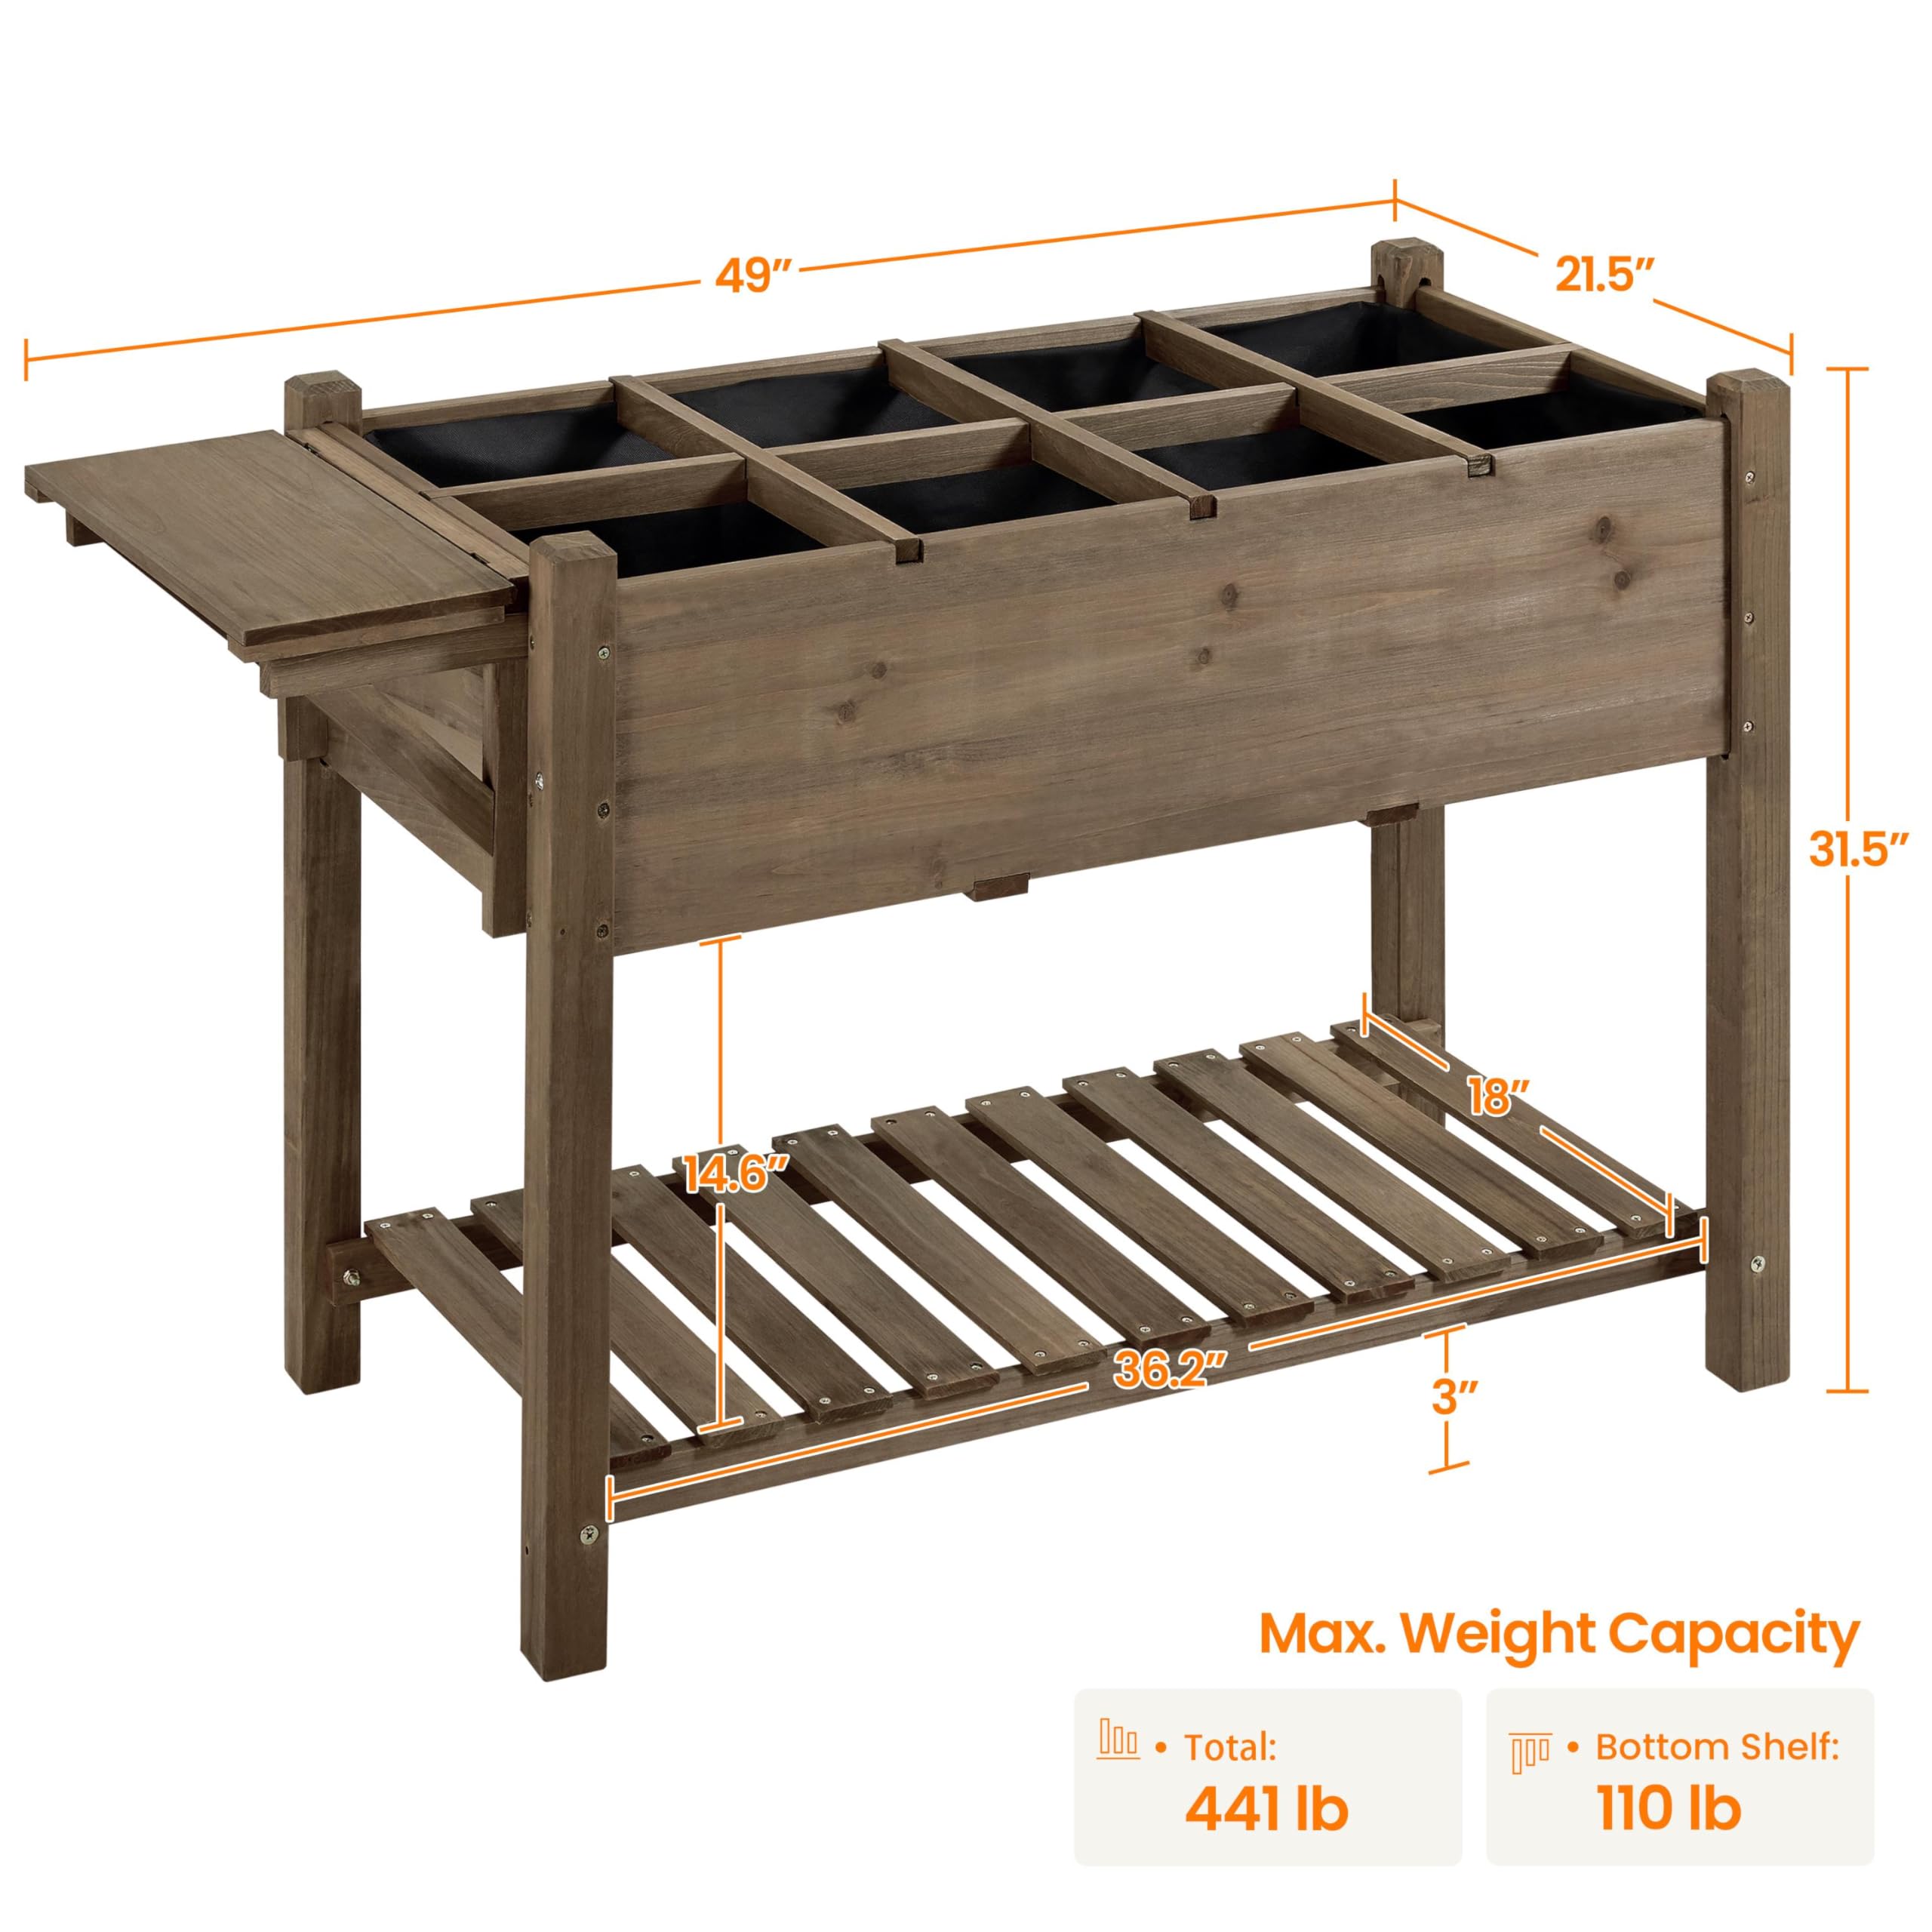 49”
21.5”
31.5”
18”
14.6”
36.2”
3”
Max. Weight Capacity
• Total:
441 lb
• Bottom Shelf:
110 lb